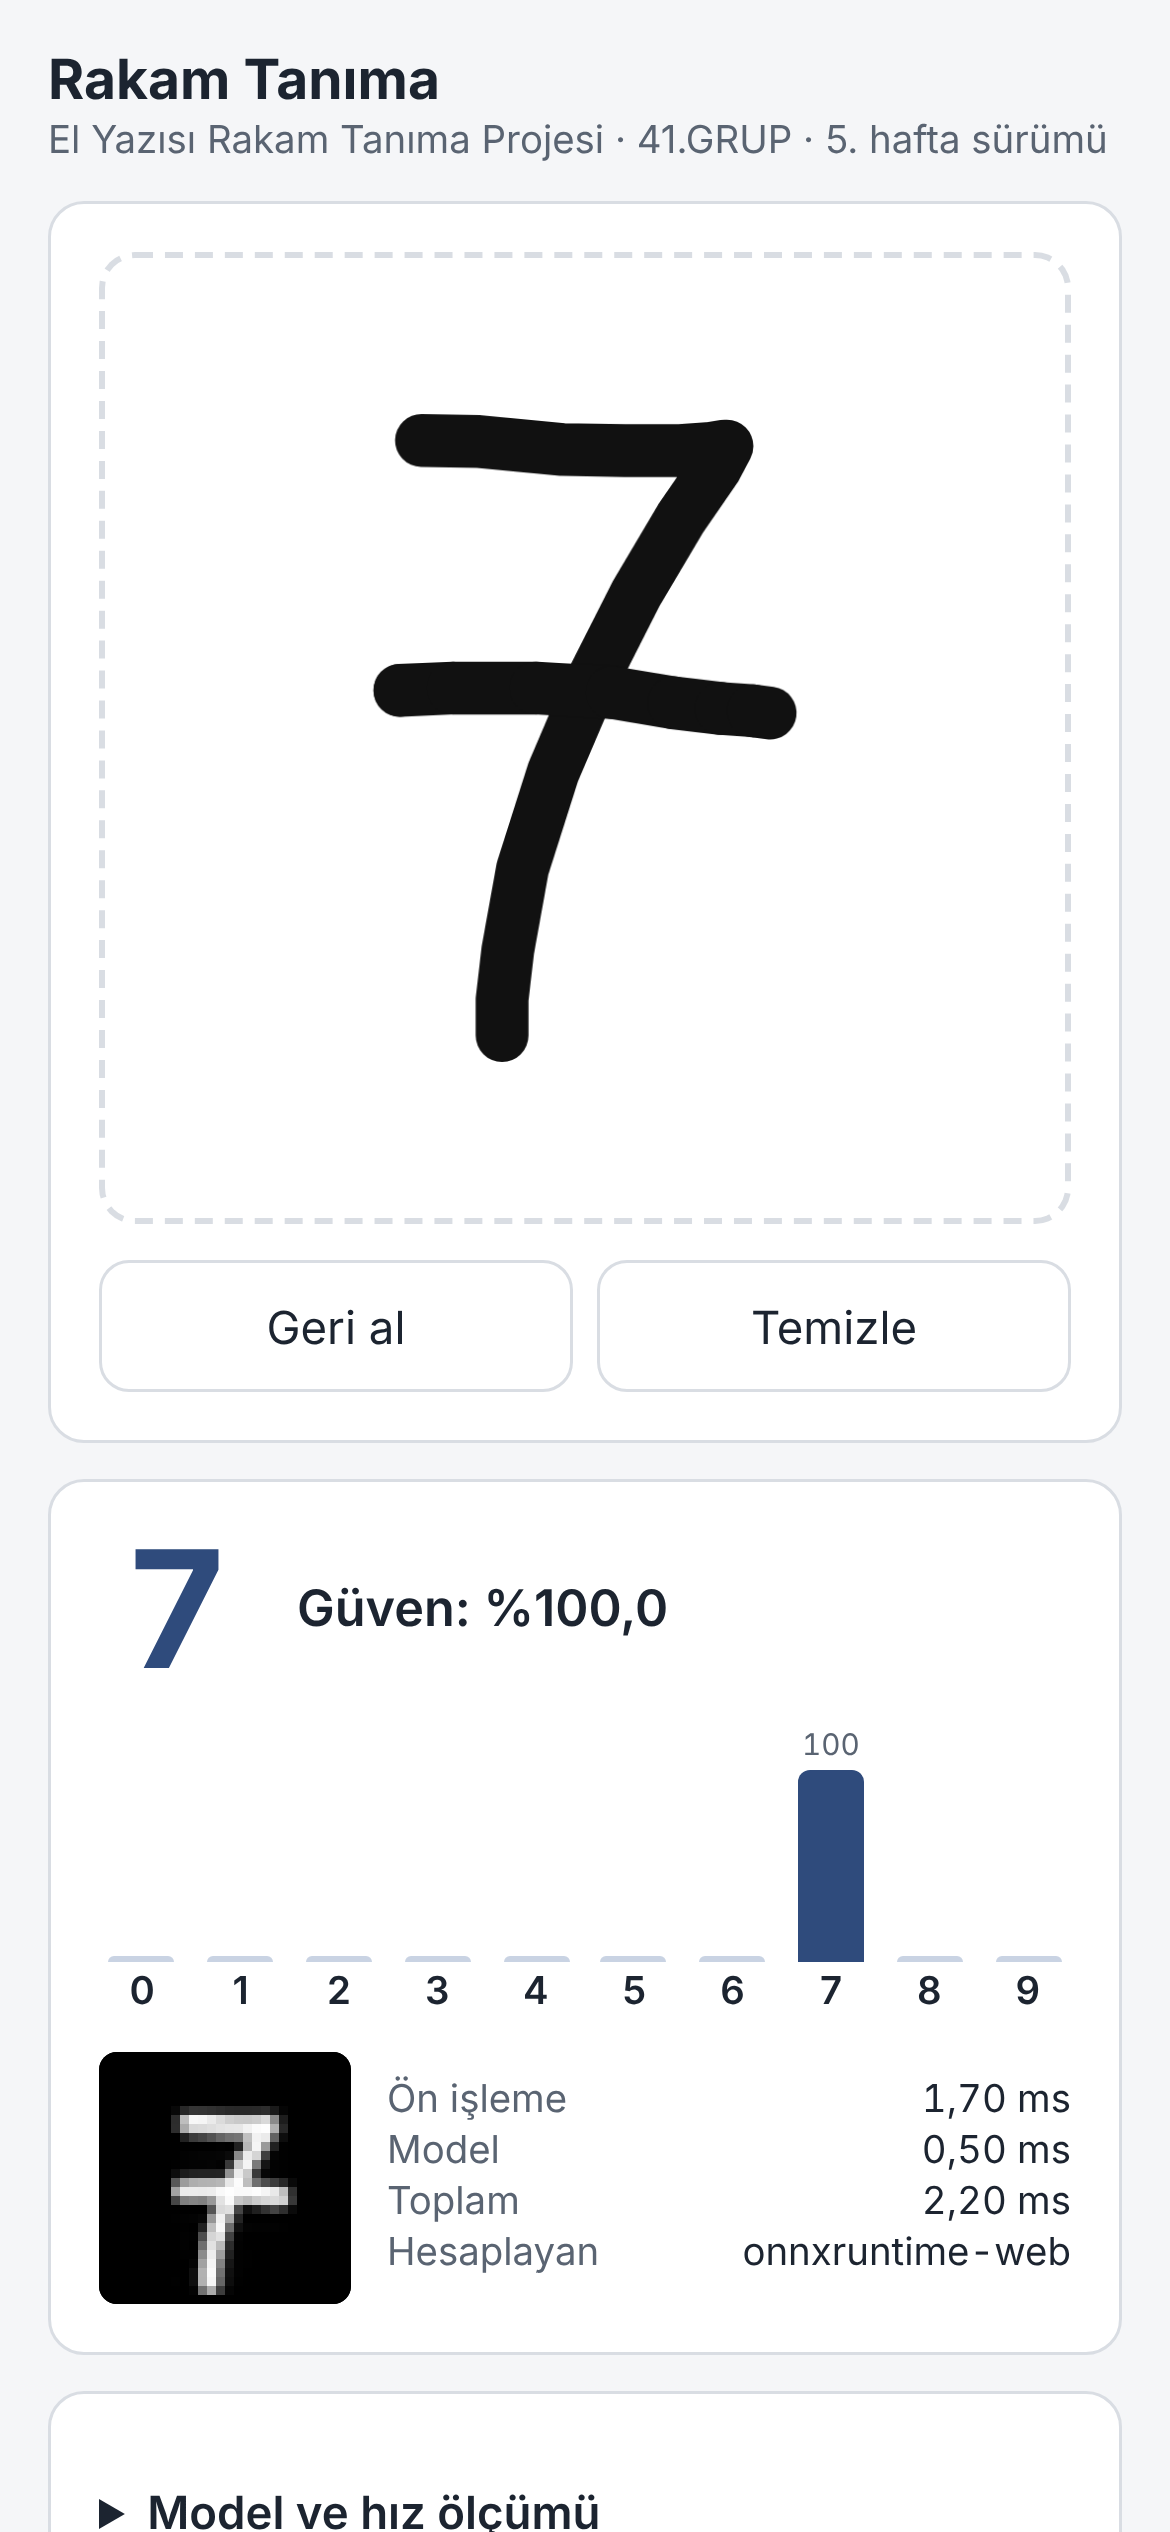 Rakam Tanıma
El Yazısı Rakam Tanıma Projesi · 41.GRUP · 5. hafta sürümü
7
Geri al Temizle
7 Güven: %100,0
100
0 1 2 3 4 5 6 7 8 9
7
Ön işleme 1,70 ms
Model 0,50 ms
Toplam 2,20 ms
Hesaplayan onnxruntime-web
▶ Model ve hız ölçümü